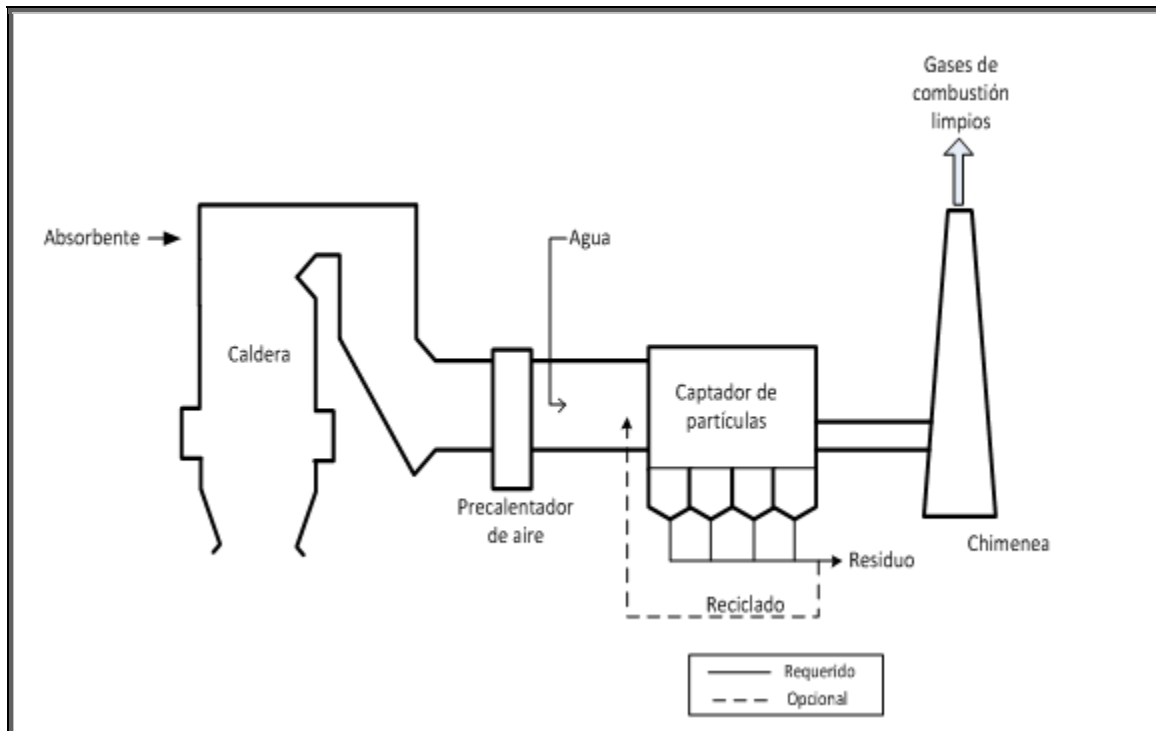 Gases de
combustión
limpios
Absorbente
Agua
Caldera
Captador de
partículas
Precalentador
de aire
Chimenea
Residuo
Reciclado
Requerido
Opcional